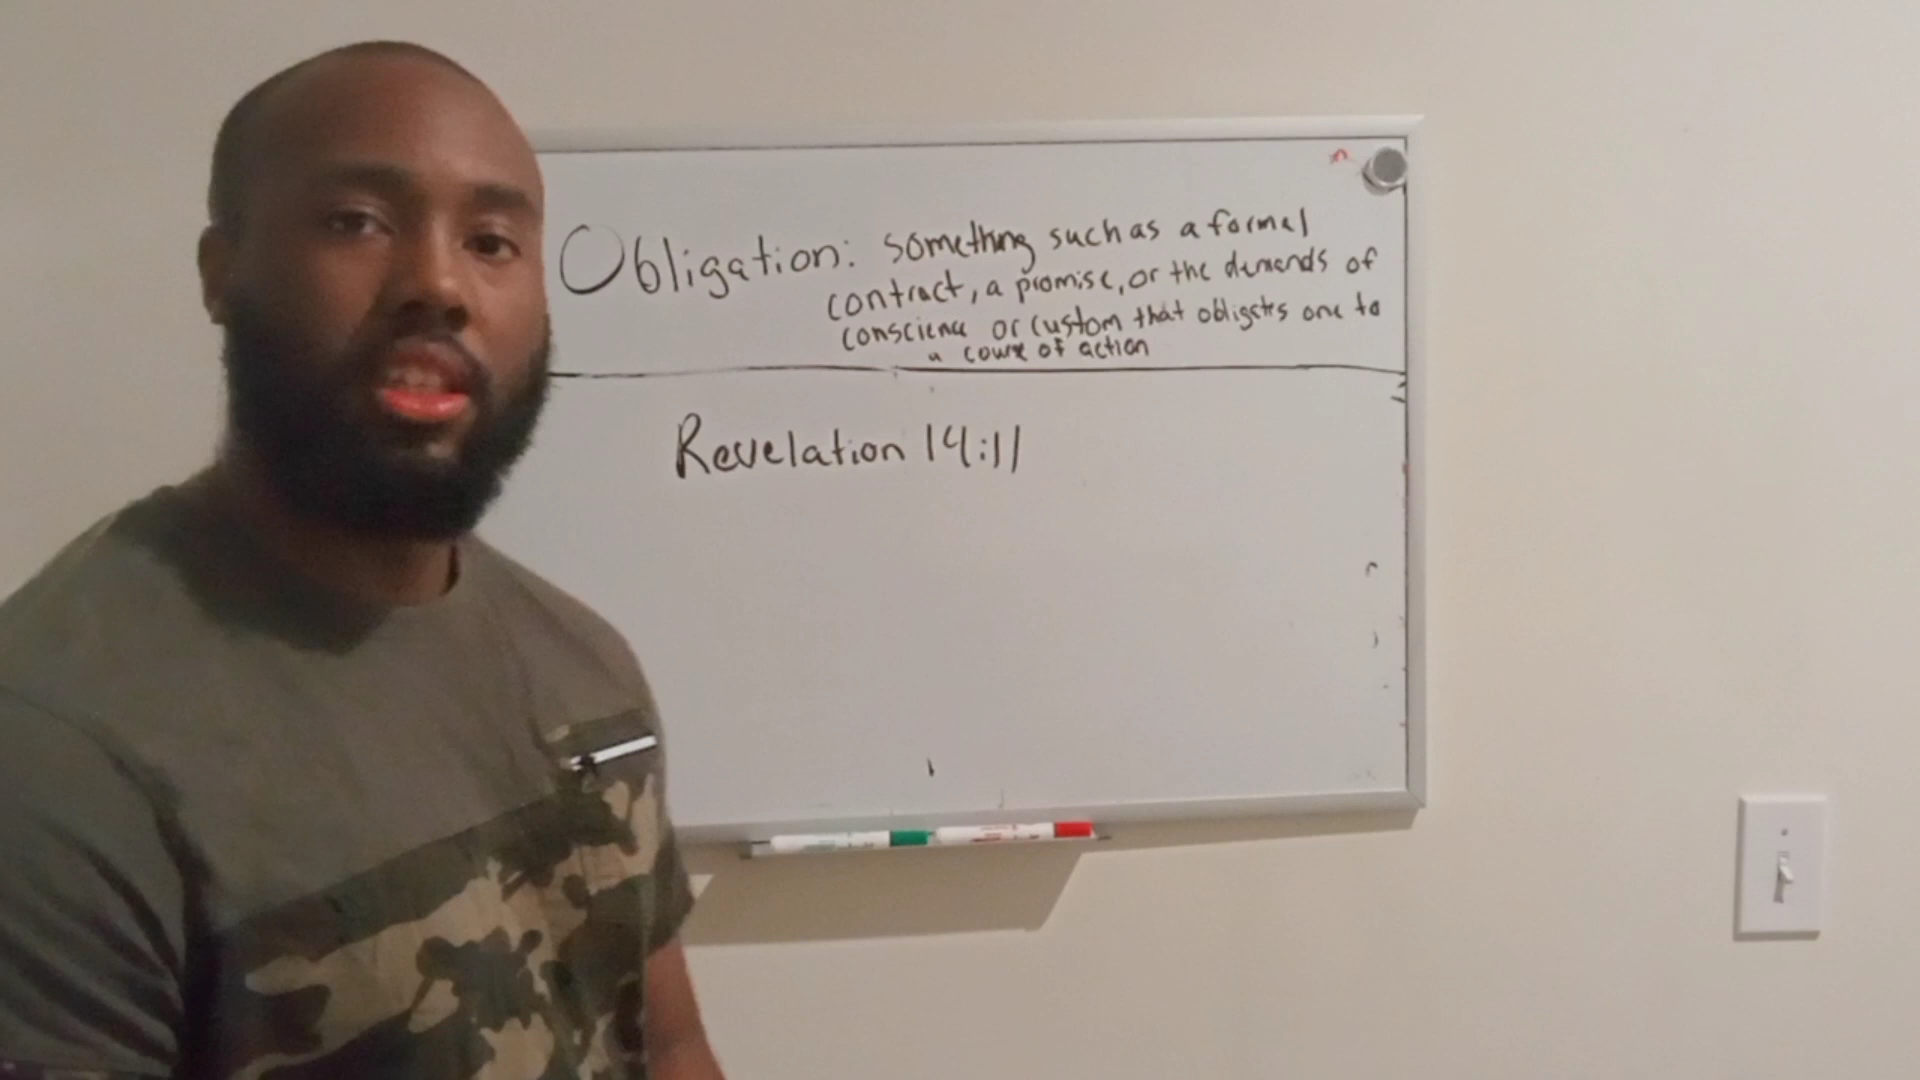 Obligation: something such as a formal
contract, a promise, or the demands of
conscience or custom that obligates one to
a course of action
Revelation 14:11